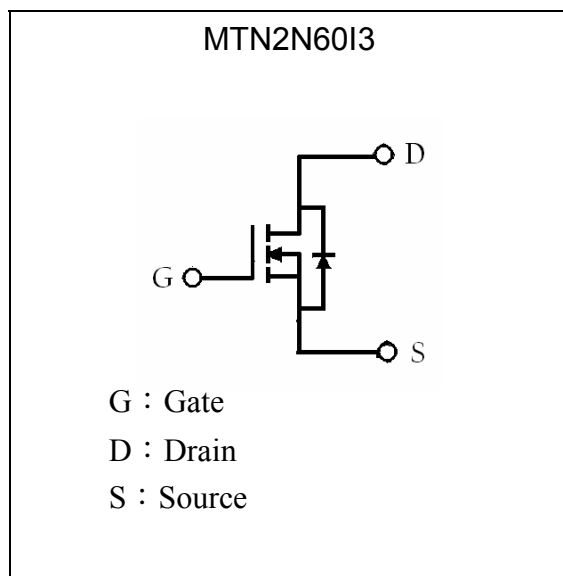 MTN2N60I3
D
G
S
G：Gate
D：Drain
S：Source